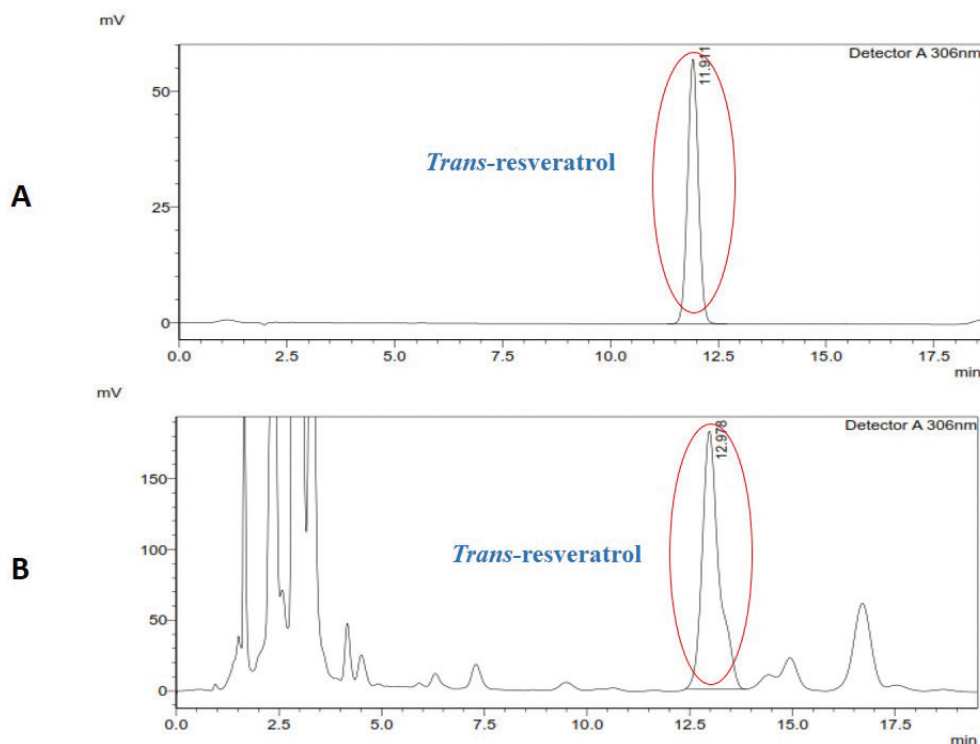 mV
Detector A 306nm
11.911
50
Trans-resveratrol
A
25
0
0.0 2.5 5.0 7.5 10.0 12.5 15.0 17.5
min
mV
Detector A 306nm
12.978
150
100
Trans-resveratrol
B
50
0
0.0 2.5 5.0 7.5 10.0 12.5 15.0 17.5
min